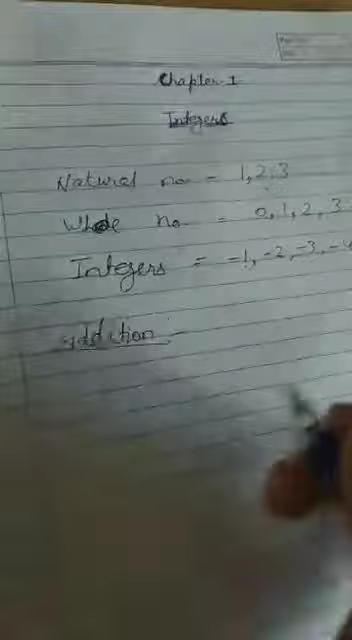 Chapter-1
Integers
Natural no = 1, 2, 3
Whole no = 0, 1, 2, 3
Integers = -1, -2, -3, -4
Addition